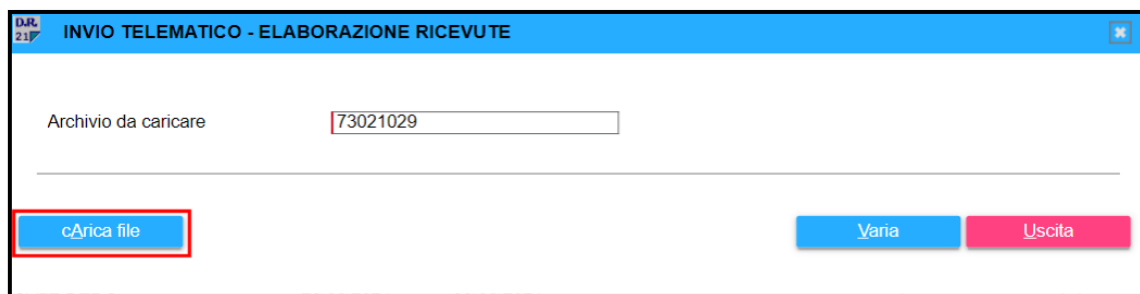 D.R.
21
INVIO TELEMATICO - ELABORAZIONE RICEVUTE
Archivio da caricare 73021029
cArica file Varia Uscita